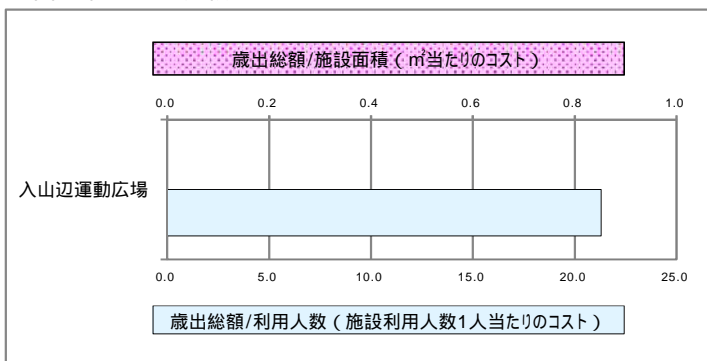 歳出総額/施設面積（㎡当たりのコスト）
0.0 0.2 0.4 0.6 0.8 1.0
入山辺運動広場
0.0 5.0 10.0 15.0 20.0 25.0
歳出総額/利用人数（施設利用人数1人当たりのコスト）